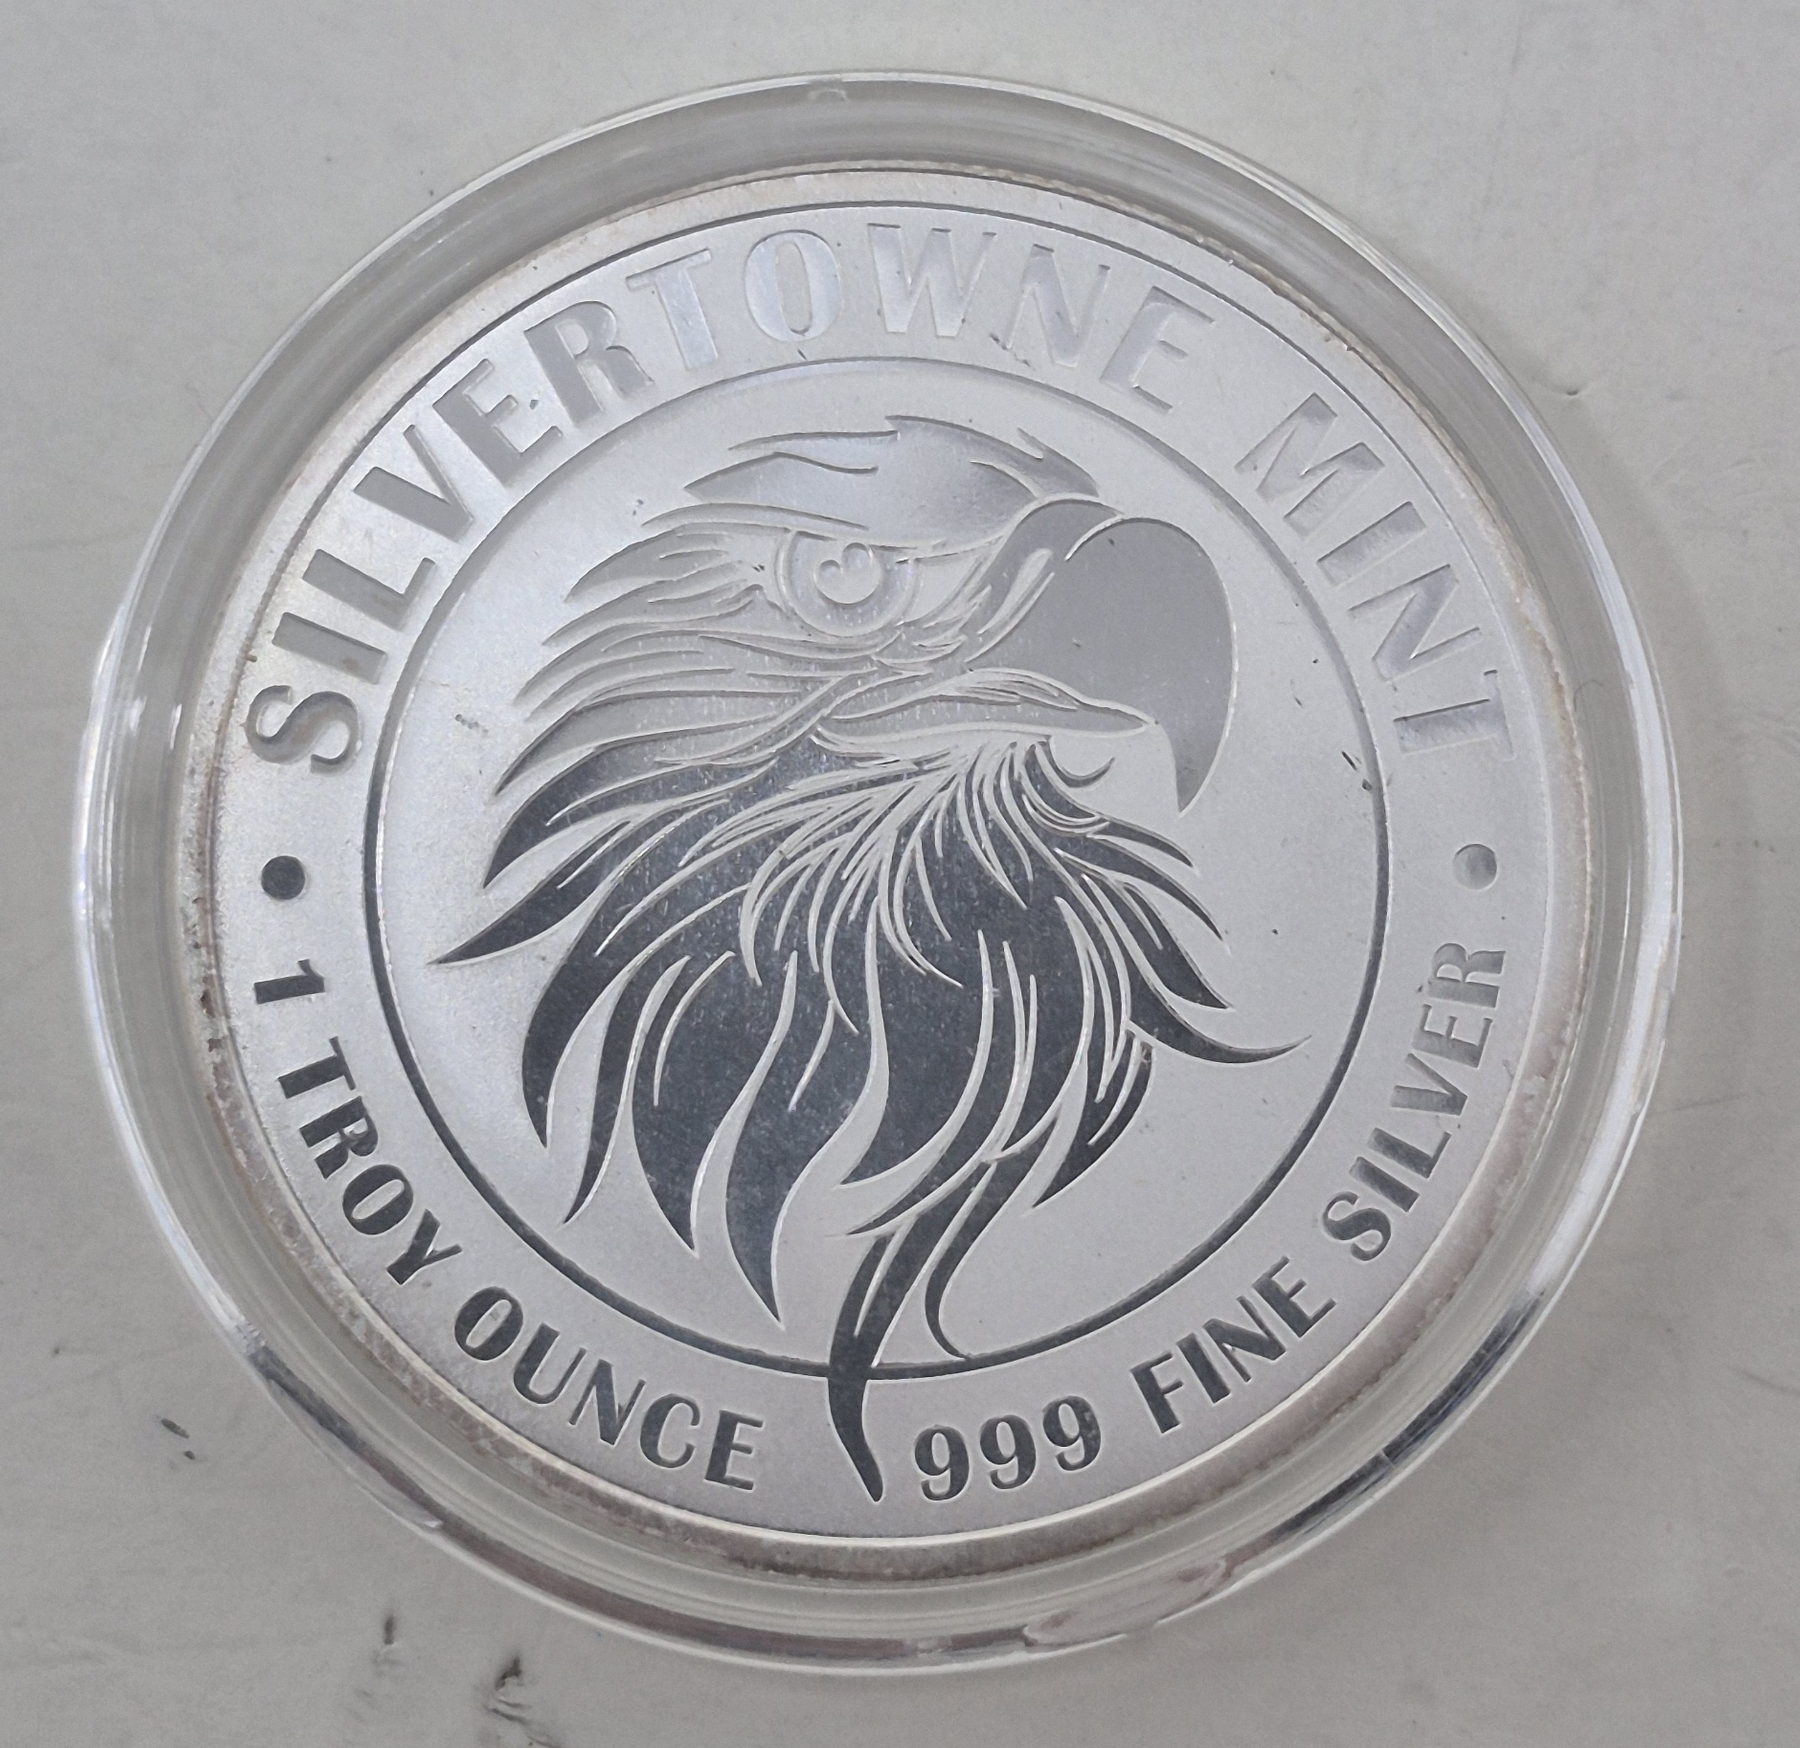 SILVERTOWNE MINT
1 TROY OUNCE
999 FINE SILVER